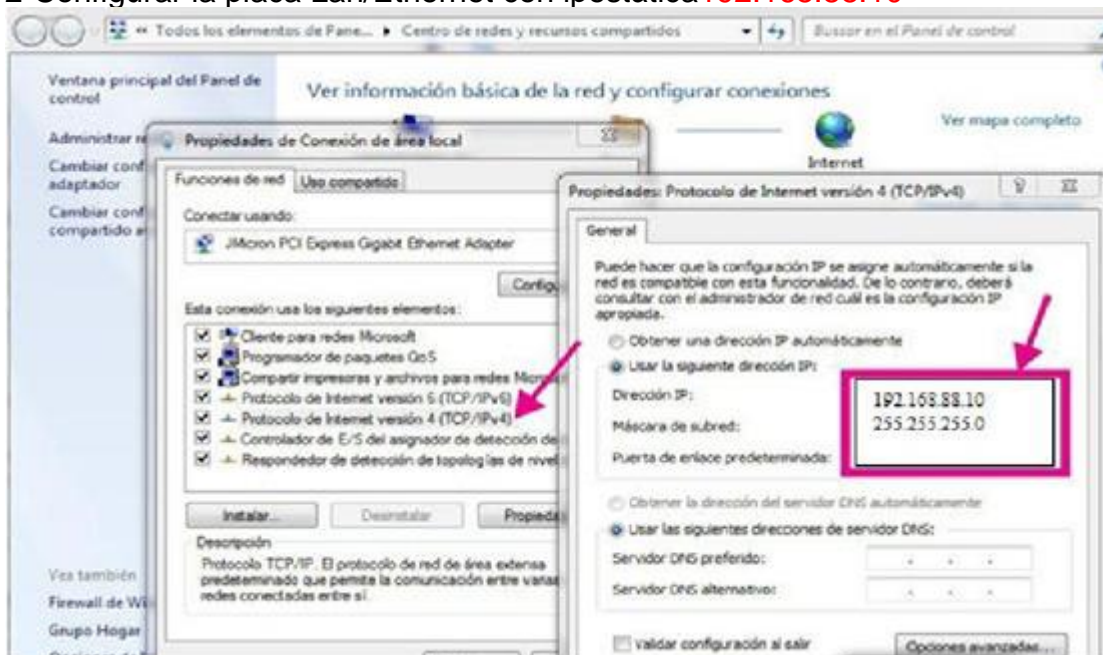 2 Configurar la placa Lan/Ethernet con ipestatica 192.168.88.10
Todos los elementos de Pane... Centro de redes y recursos compartidos
Buscar en el Panel de control
Ventana principal del Panel de
control
Ver información básica de la red y configurar conexiones
Ver mapa completo
Administrar
Cambiar conf
adaptador
Cambiar conf
compartido
Internet
Propiedades de Conexión de área local
Funciones de red Uso compartido
Conectar usando:
JMicron PCI Express Gigabit Ethernet Adapter
Configu
Esta conexión usa los siguientes elementos:
Cliente para redes Microsoft
Programador de paquetes QoS
Compartir impresoras y archivos para redes Micros
Protocolo de Internet versión 6 (TCP/IPv6)
Protocolo de Internet versión 4 (TCP/IPv4)
Controlador de E/S del asignador de detección de
Respondedor de detección de topologías de nivel
Instalar... Desinstalar Propieda
Descripción
Protocolo TCP/IP. El protocolo de red de área extensa
predeterminado que permite la comunicación entre varias
redes conectadas entre sí.
Propiedades: Protocolo de Internet versión 4 (TCP/IPv4)
General
Puede hacer que la configuración IP se asigne automáticamente si la
red es compatible con esta funcionalidad. De lo contrario, deberá
consultar con el administrador de red cuál es la configuración IP
apropiada.
Obtener una dirección IP automáticamente
Usar la siguiente dirección IP:
Dirección IP: 192.168.88.10
Máscara de subred: 255.255.255.0
Puerta de enlace predeterminada:
Obtener la dirección del servidor DNS automáticamente
Usar las siguientes direcciones de servidor DNS:
Servidor DNS preferido:
Servidor DNS alternativo:
Validar configuración al salir
Opciones avanzadas...
Vea también
Firewall de Wi
Grupo Hogar